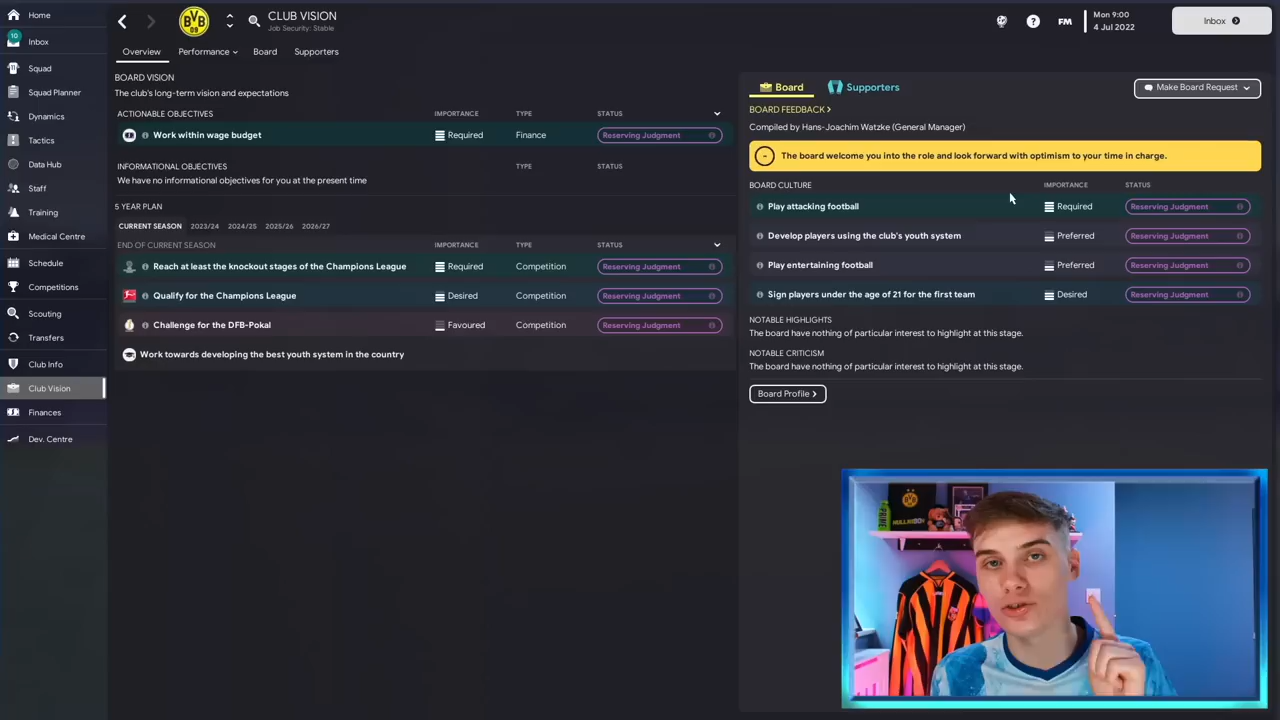 Home
10
Inbox
Squad
Squad Planner
Dynamics
Tactics
Data Hub
Staff
Training
Medical Centre
Schedule
Competitions
Scouting
Transfers
Club Info
Club Vision
Finances
Dev. Centre
BVB
09
CLUB VISION
Job Security: Stable
?
FM
Mon 9:00
4 Jul 2022
Inbox
Overview
Performance
Board
Supporters
BOARD VISION
The club's long-term vision and expectations
ACTIONABLE OBJECTIVES IMPORTANCE TYPE STATUS
Work within wage budget Required Finance Reserving Judgment
INFORMATIONAL OBJECTIVES TYPE STATUS
We have no informational objectives for you at the present time
5 YEAR PLAN
CURRENT SEASON 2023/24 2024/25 2025/26 2026/27
END OF CURRENT SEASON IMPORTANCE TYPE STATUS
Reach at least the knockout stages of the Champions League Required Competition Reserving Judgment
Qualify for the Champions League Desired Competition Reserving Judgment
Challenge for the DFB-Pokal Favoured Competition Reserving Judgment
Work towards developing the best youth system in the country
Board
Supporters
Make Board Request
BOARD FEEDBACK >
Compiled by Hans-Joachim Watzke (General Manager)
The board welcome you into the role and look forward with optimism to your time in charge.
BOARD CULTURE IMPORTANCE STATUS
Play attacking football Required Reserving Judgment
Develop players using the club's youth system Preferred Reserving Judgment
Play entertaining football Preferred Reserving Judgment
Sign players under the age of 21 for the first team Desired Reserving Judgment
NOTABLE HIGHLIGHTS
The board have nothing of particular interest to highlight at this stage.
NOTABLE CRITICISM
The board have nothing of particular interest to highlight at this stage.
Board Profile >
PRIME